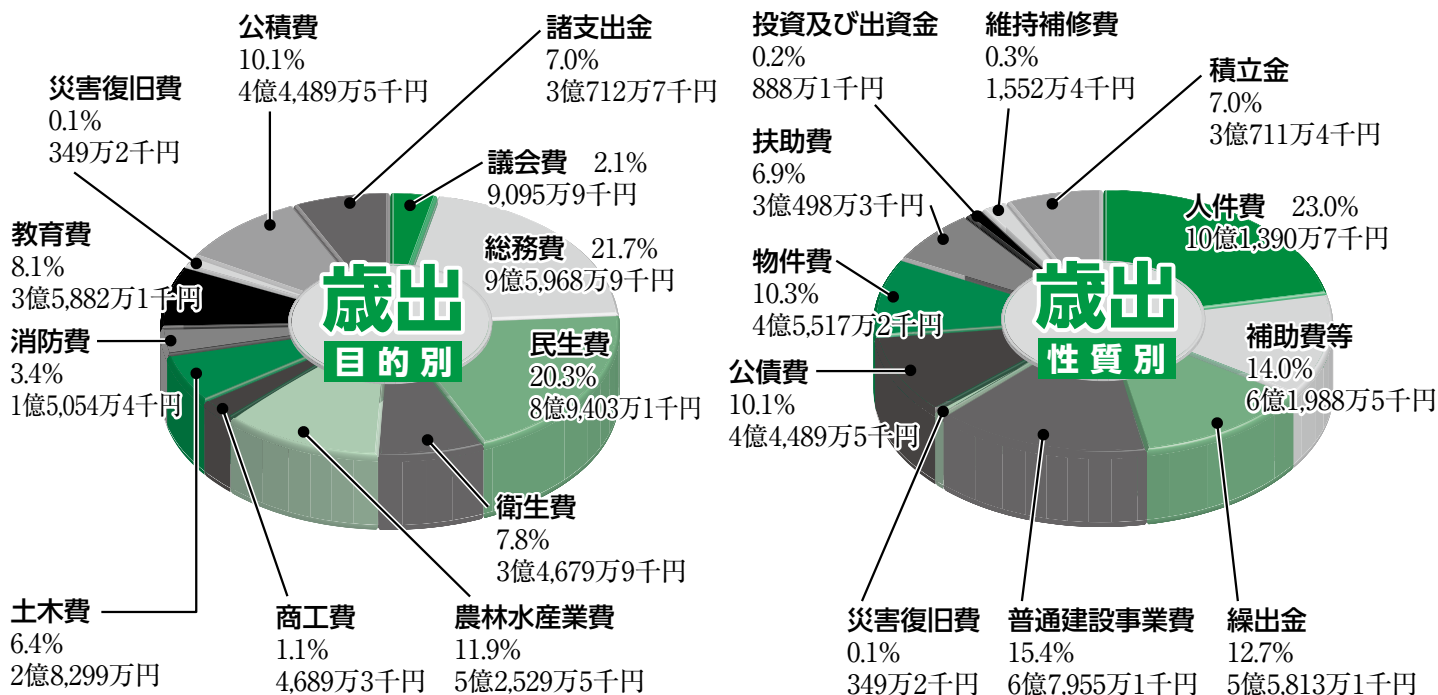 公積費
10.1%
4億4,489万5千円
諸支出金
7.0%
3億712万7千円
災害復旧費
0.1%
349万2千円
議会費 2.1%
9,095万9千円
教育費
8.1%
3億5,882万1千円
総務費 21.7%
9億5,968万9千円
歳出
目的別
消防費
3.4%
1億5,054万4千円
民生費
20.3%
8億9,403万1千円
衛生費
7.8%
3億4,679万9千円
土木費
6.4%
2億8,299万円
商工費
1.1%
4,689万3千円
農林水産業費
11.9%
5億2,529万5千円
投資及び出資金
0.2%
888万1千円
維持補修費
0.3%
1,552万4千円
積立金
7.0%
3億711万4千円
扶助費
6.9%
3億498万3千円
人件費 23.0%
10億1,390万7千円
物件費
10.3%
4億5,517万2千円
歳出
性質別
補助費等
14.0%
6億1,988万5千円
公債費
10.1%
4億4,489万5千円
災害復旧費
0.1%
349万2千円
普通建設事業費
15.4%
6億7,955万1千円
繰出金
12.7%
5億5,813万1千円